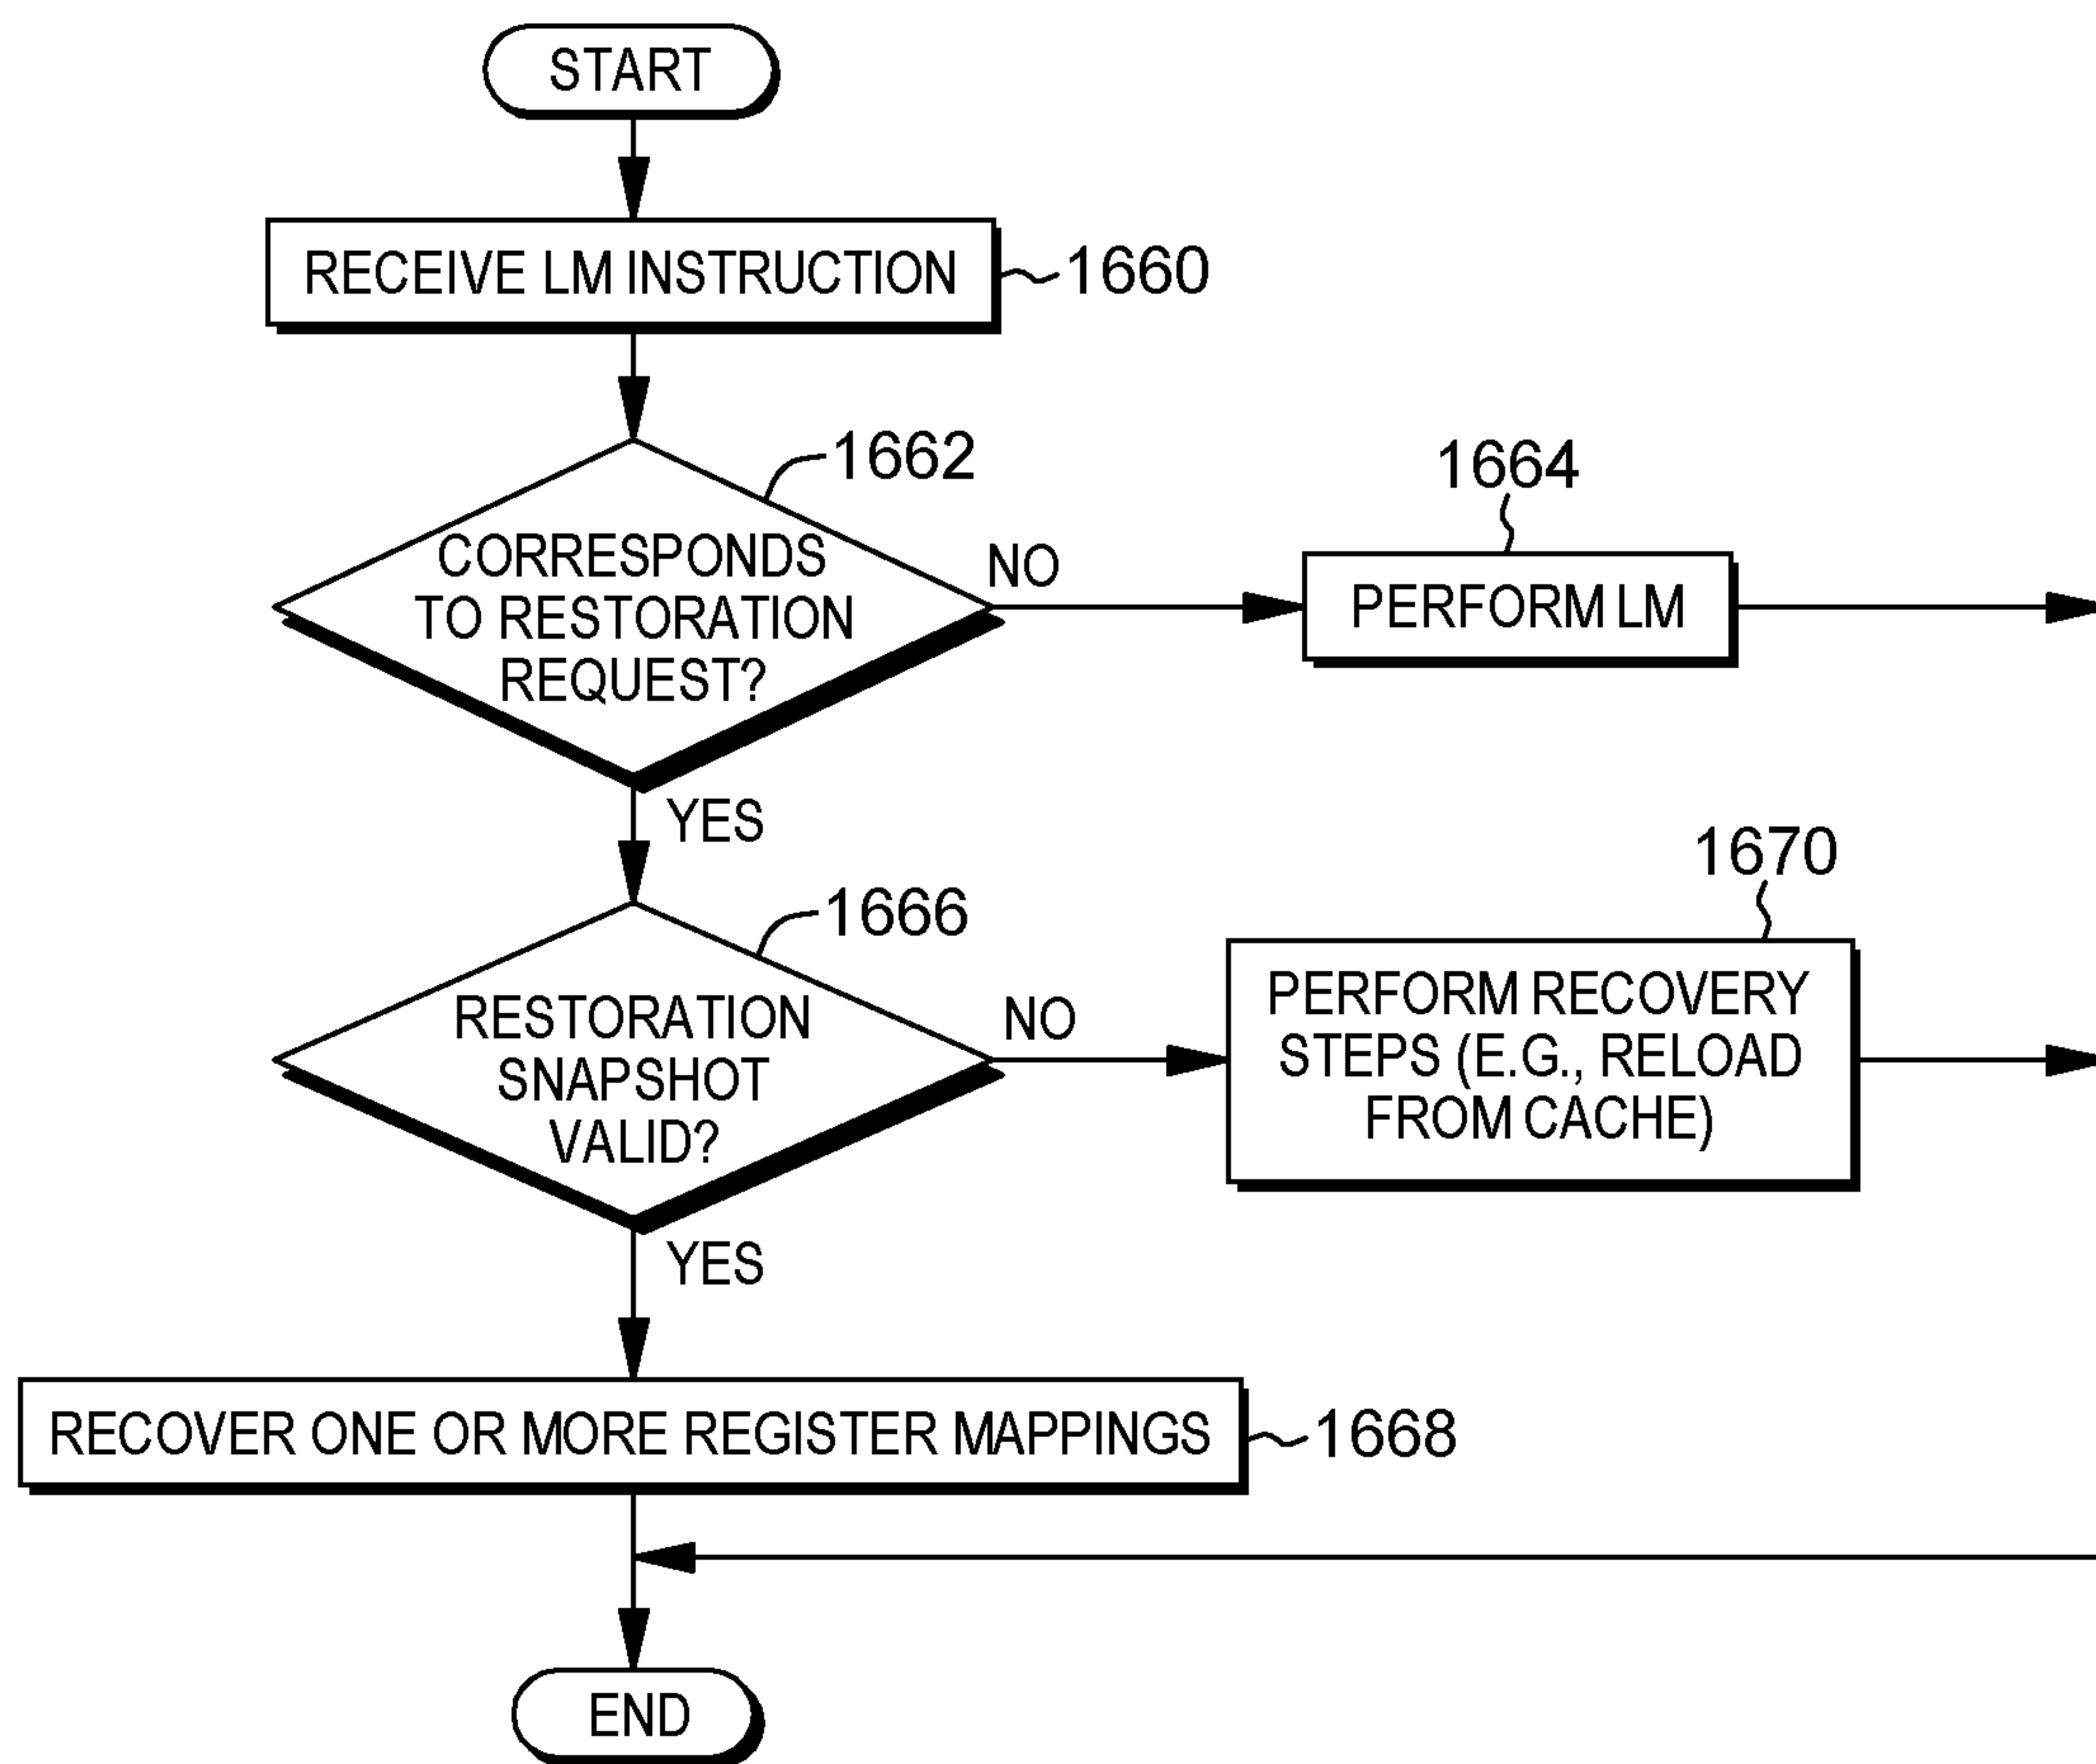 START
RECEIVE LM INSTRUCTION
1660
1662
CORRESPONDS
TO RESTORATION
REQUEST?
NO
1664
PERFORM LM
YES
1666
RESTORATION
SNAPSHOT
VALID?
NO
1670
PERFORM RECOVERY
STEPS (E.G., RELOAD
FROM CACHE)
YES
RECOVER ONE OR MORE REGISTER MAPPINGS
1668
END